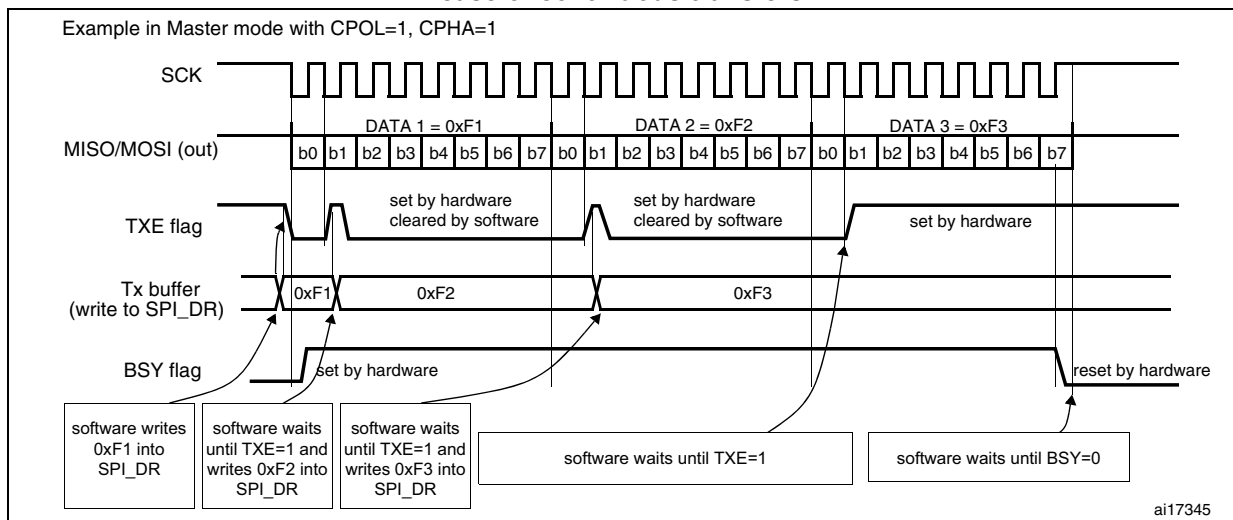 Example in Master mode with CPOL=1, CPHA=1
SCK
DATA 1 = 0xF1 DATA 2 = 0xF2 DATA 3 = 0xF3
MISO/MOSI (out) b0 b1 b2 b3 b4 b5 b6 b7 b0 b1 b2 b3 b4 b5 b6 b7 b0 b1 b2 b3 b4 b5 b6 b7
set by hardware
cleared by software
set by hardware
cleared by software
set by hardware
TXE flag
Tx buffer
(write to SPI_DR)
0xF1 0xF2 0xF3
BSY flag
set by hardware
reset by hardware
software writes
0xF1 into
SPI_DR
software waits
until TXE=1 and
writes 0xF2 into
SPI_DR
software waits
until TXE=1 and
writes 0xF3 into
SPI_DR
software waits until TXE=1
software waits until BSY=0
ai17345